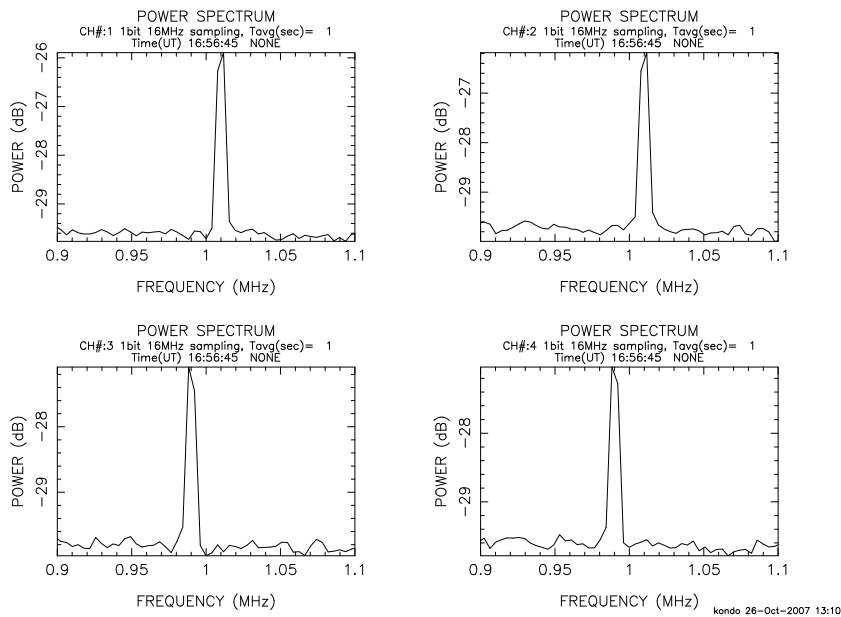 POWER SPECTRUM
CH#:1 1bit 16MHz sampling, Tavg(sec)= 1
Time(UT) 16:56:45 NONE
POWER (dB)
-26
-27
-28
-29
0.9 0.95 1 1.05 1.1
FREQUENCY (MHz)
POWER SPECTRUM
CH#:2 1bit 16MHz sampling, Tavg(sec)= 1
Time(UT) 16:56:45 NONE
POWER (dB)
-27
-28
-29
0.9 0.95 1 1.05 1.1
FREQUENCY (MHz)
POWER SPECTRUM
CH#:3 1bit 16MHz sampling, Tavg(sec)= 1
Time(UT) 16:56:45 NONE
POWER (dB)
-28
-29
0.9 0.95 1 1.05 1.1
FREQUENCY (MHz)
POWER SPECTRUM
CH#:4 1bit 16MHz sampling, Tavg(sec)= 1
Time(UT) 16:56:45 NONE
POWER (dB)
-28
-29
0.9 0.95 1 1.05 1.1
FREQUENCY (MHz)
kondo 26-Oct-2007 13:10